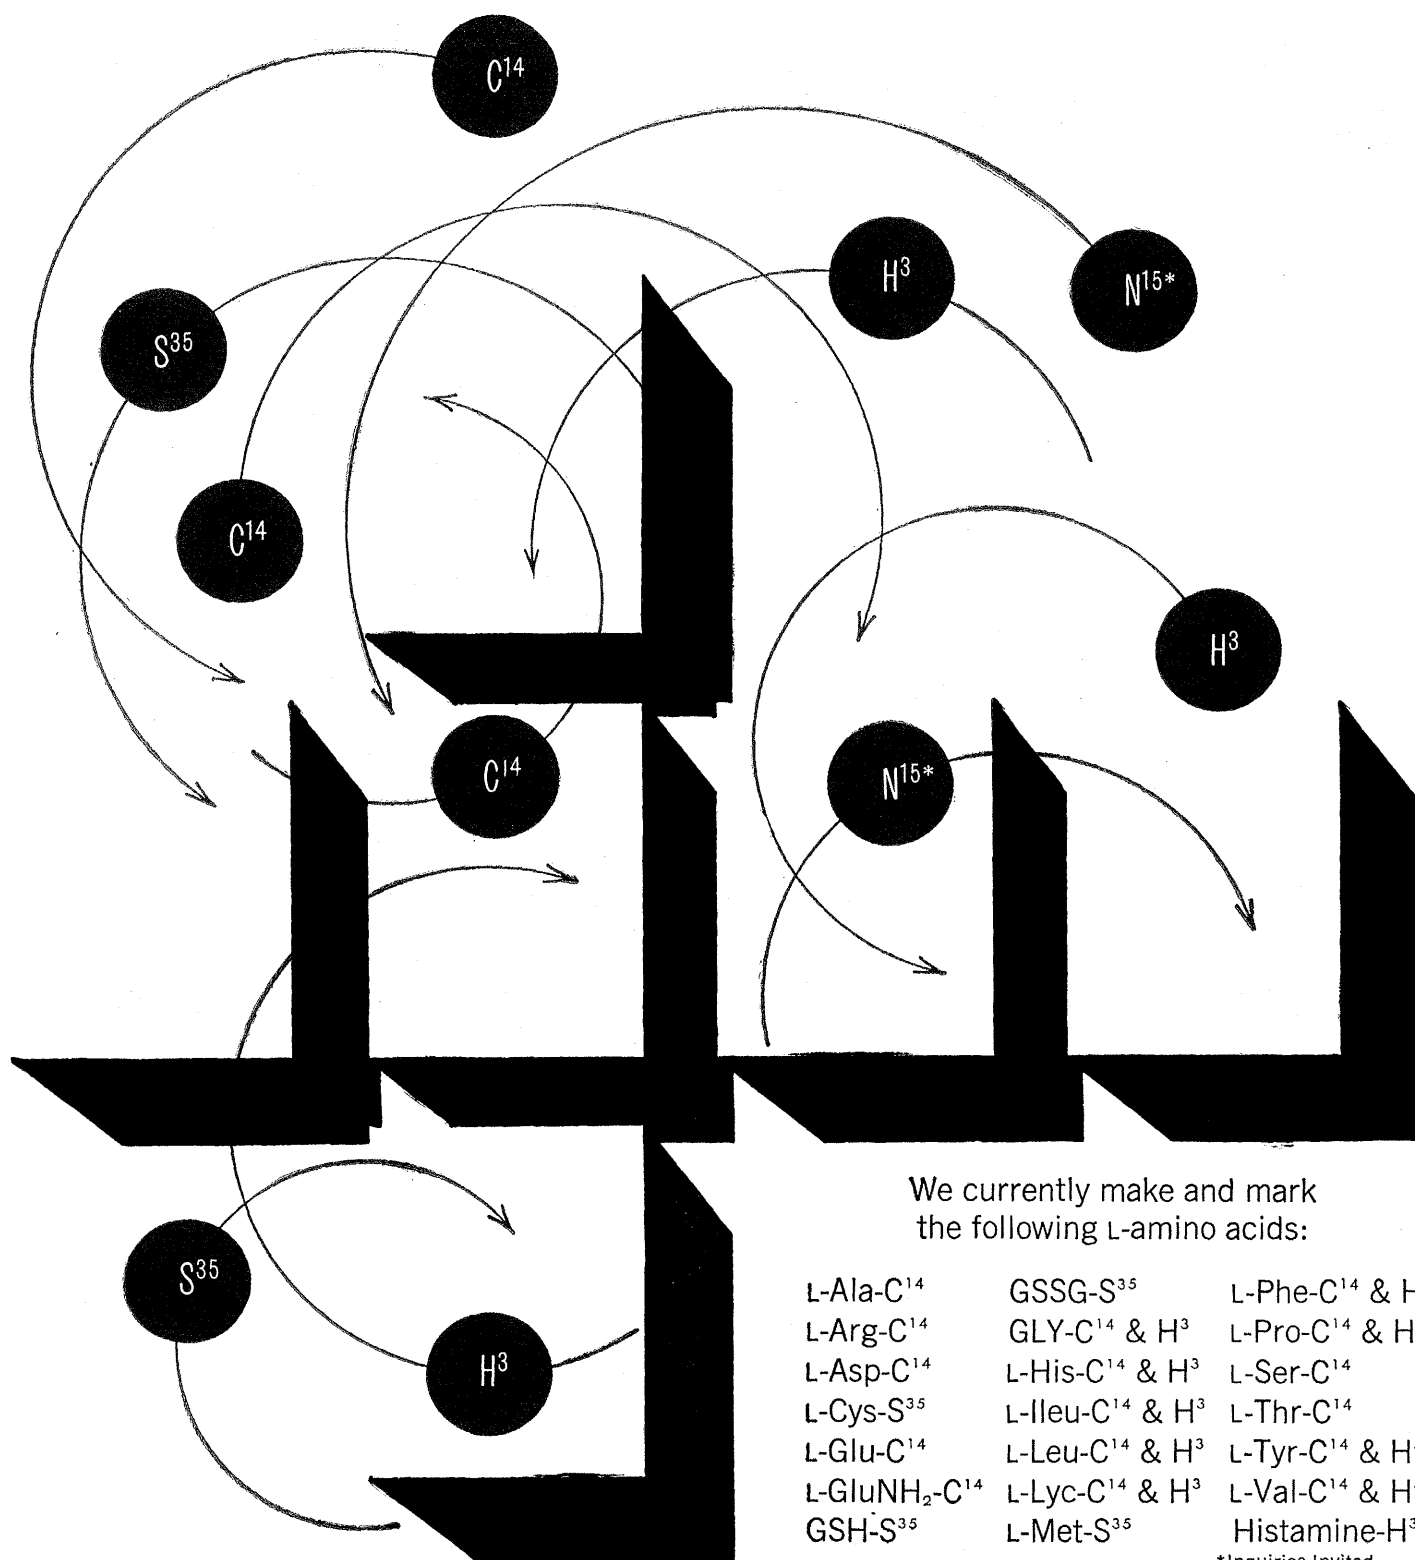 C¹⁴
H³
N¹⁵*
S³⁵
C¹⁴
H³
C¹⁴
N¹⁵*
We currently make and mark
the following L-amino acids:
L-Ala-C¹⁴ GSSG-S³⁵ L-Phe-C¹⁴ & H
L-Arg-C¹⁴ GLY-C¹⁴ & H³ L-Pro-C¹⁴ & H
L-Asp-C¹⁴ L-His-C¹⁴ & H³ L-Ser-C¹⁴
L-Cys-S³⁵ L-Ileu-C¹⁴ & H³ L-Thr-C¹⁴
L-Glu-C¹⁴ L-Leu-C¹⁴ & H³ L-Tyr-C¹⁴ & H
L-GluNH₂-C¹⁴ L-Lyc-C¹⁴ & H³ L-Val-C¹⁴ & H
GSH-S³⁵ L-Met-S³⁵ Histamine-H³
*Inquiries Invited
S³⁵
H³